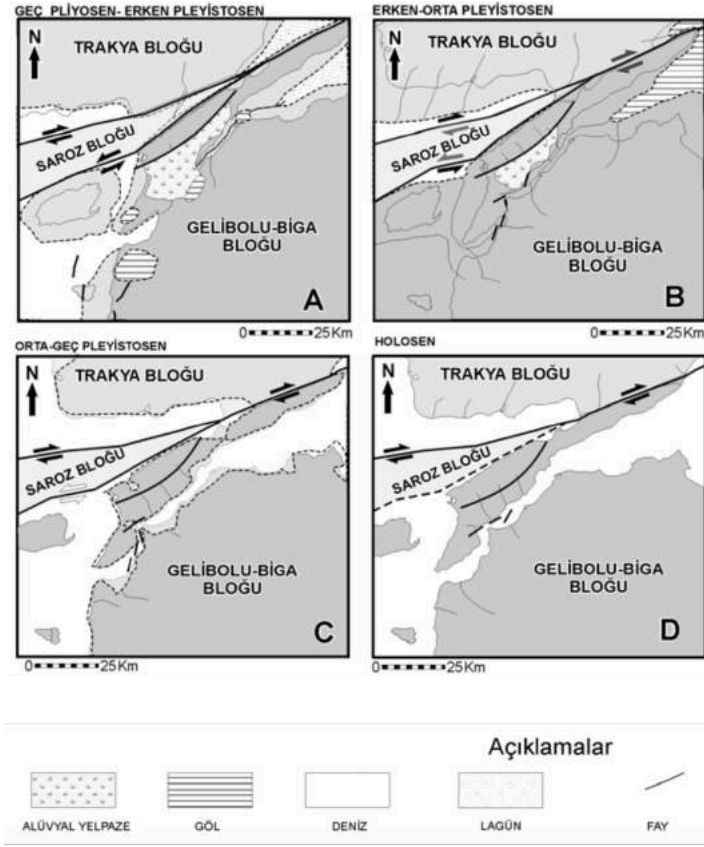 GEÇ PLİYOSEN- ERKEN PLEYİSTOSEN
N
TRAKYA BLOĞU
SAROZ BLOĞU
GELİBOLU-BİGA
BLOĞU
A
0 25Km
ERKEN-ORTA PLEYİSTOSEN
N
TRAKYA BLOĞU
SAROZ BLOĞU
GELİBOLU-BİGA
BLOĞU
B
0 25Km
ORTA-GEÇ PLEYİSTOSEN
N
TRAKYA BLOĞU
SAROZ BLOĞU
GELİBOLU-BİGA
BLOĞU
C
0 25Km
HOLOSEN
N
TRAKYA BLOĞU
SAROZ BLOĞU
GELİBOLU-BİGA
BLOĞU
D
0 25Km
Açıklamalar
ALÜVYAL YELPAZE GÖL DENİZ LAGÜN FAY